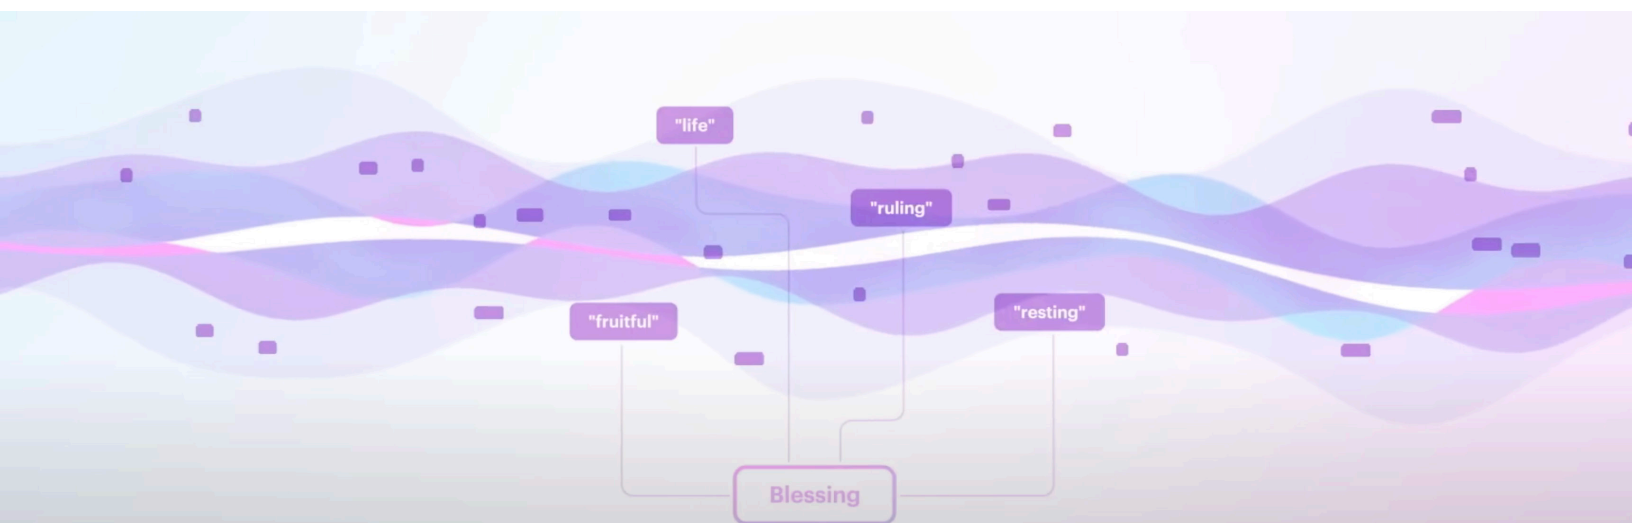 "life"
"ruling"
"fruitful"
"resting"
Blessing